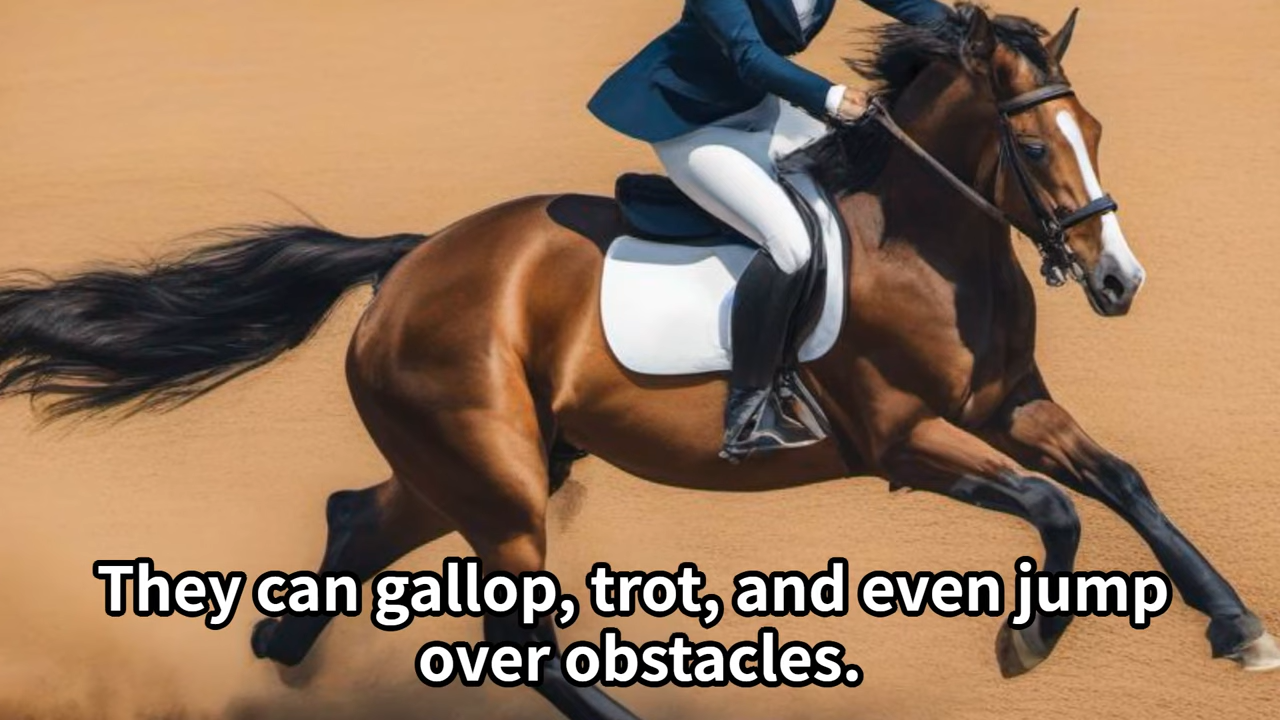 They can gallop, trot, and even jump
over obstacles.